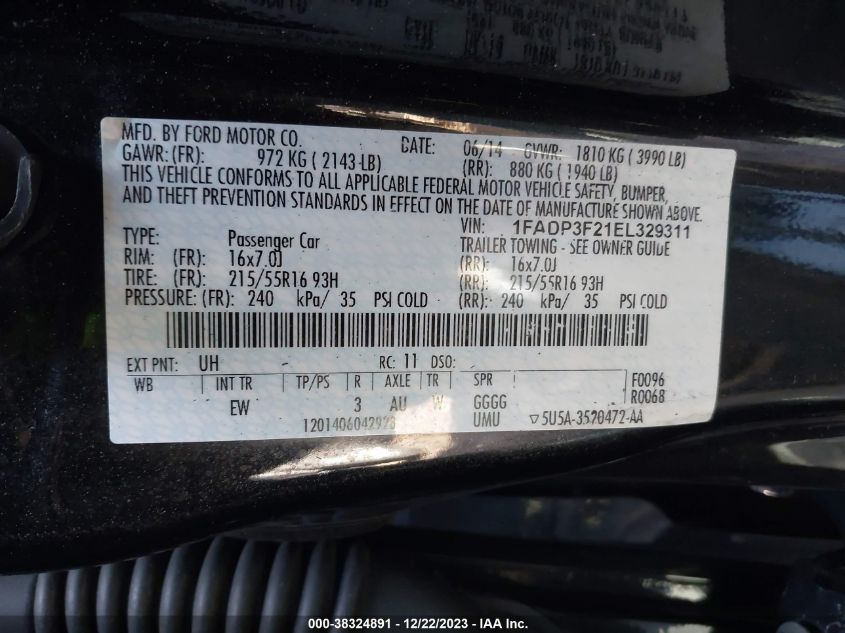 MFD. BY FORD MOTOR CO.
DATE: 06/14 GVWR: 1810 KG ( 3990 LB)
GAWR: (FR): 972 KG ( 2143 LB) (RR): 880 KG ( 1940 LB)
THIS VEHICLE CONFORMS TO ALL APPLICABLE FEDERAL MOTOR VEHICLE SAFETY, BUMPER,
AND THEFT PREVENTION STANDARDS IN EFFECT ON THE DATE OF MANUFACTURE SHOWN ABOVE.
VIN: 1FADP3F21EL329311
TYPE: Passenger Car TRAILER TOWING - SEE OWNER GUIDE
RIM: (FR): 16x7.0J (RR): 16x7.0J
TIRE: (FR): 215/55R16 93H (RR): 215/55R16 93H
PRESSURE: (FR): 240 kPa/ 35 PSI COLD (RR): 240 kPa/ 35 PSI COLD
EXT PNT: UH RC: 11 DSO:
WB INT TR TP/PS R AXLE TR SPR F0096
EW 3 AU W GGGG R0068
UMU
5U5A-3520472-AA
000-38324891 - 12/22/2023 - IAA Inc.